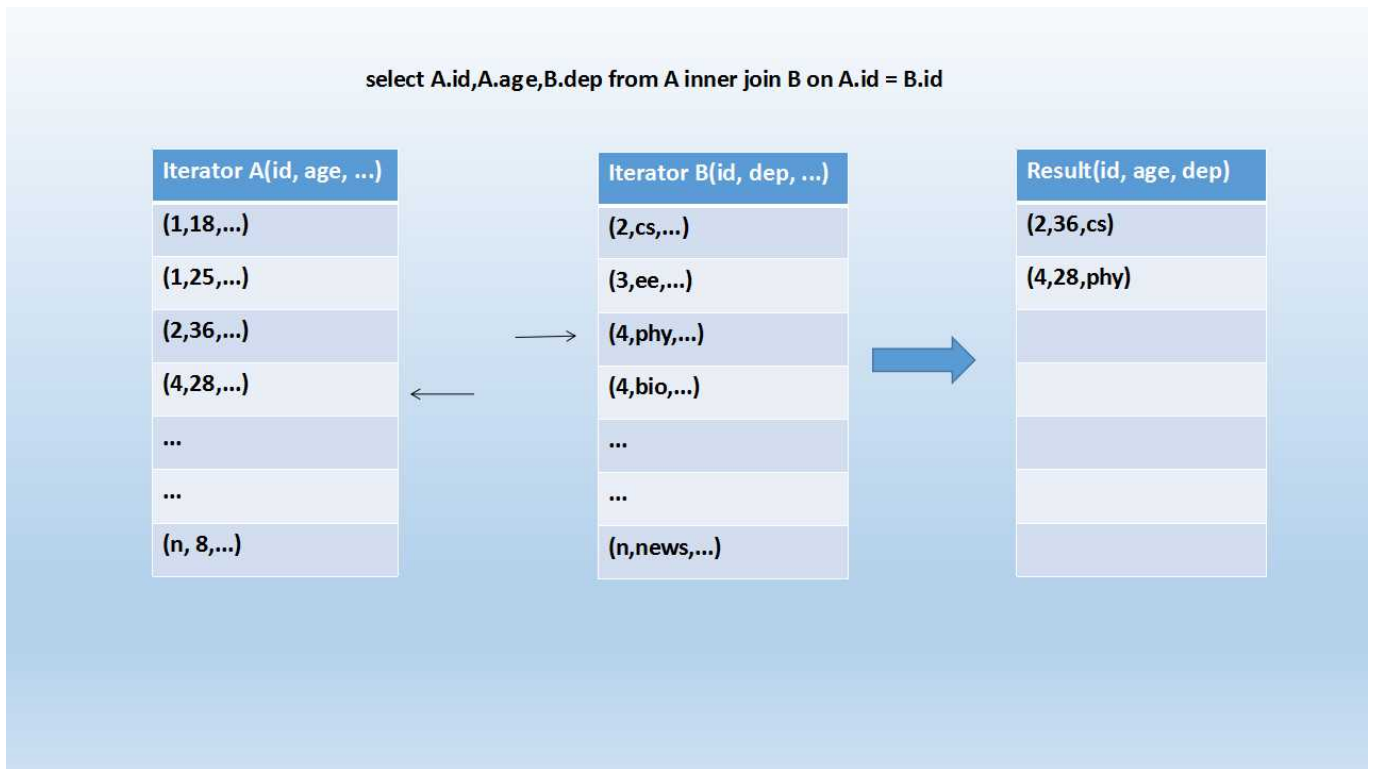 select A.id,A.age,B.dep from A inner join B on A.id = B.id
Iterator A(id, age, ...)
(1,18,...)
(1,25,...)
(2,36,...)
(4,28,...)
...
...
(n, 8,...)
Iterator B(id, dep, ...)
(2,cs,...)
(3,ee,...)
(4,phy,...)
(4,bio,...)
...
...
(n,news,...)
Result(id, age, dep)
(2,36,cs)
(4,28,phy)